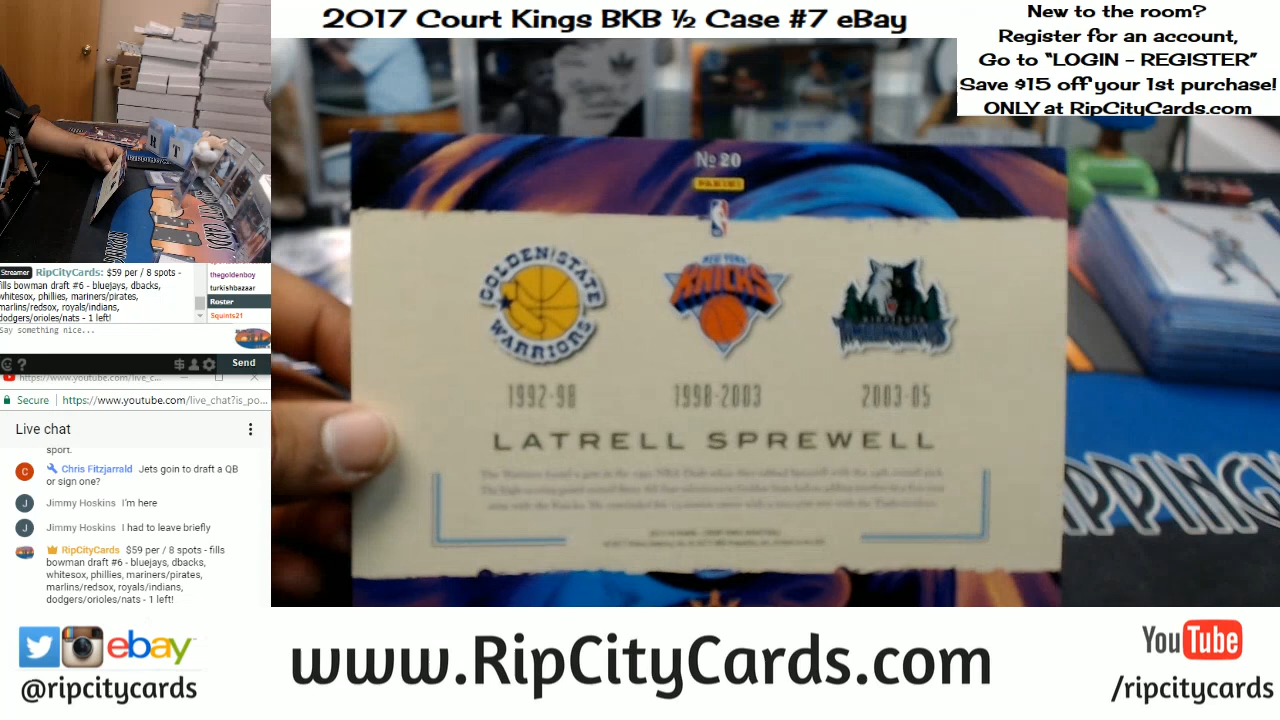 2017 Court Kings BKB ½ Case #7 eBay
New to the room?
Register for an account,
Go to "LOGIN - REGISTER"
Save $15 off your 1st purchase!
ONLY at RipCityCards.com
Nº 20
PANINI
GOLDEN STATE
WARRIORS
NEW YORK
KNICKS
TIMBERWOLVES
1992-98
1998-2003
2003-05
LATRELL SPREWELL
RIPPINGV
Streamer RipCityCards: $59 per / 8 spots -
fills bowman draft #6 - bluejays, dbacks,
whitesox, phillies, mariners/pirates,
marlins/redsox, royals/indians,
dodgers/orioles/nats - 1 left!
thegoldenboy
turkishbazaar
Roster
Squints21
Say something nice...
Send
https://www.youtube.com/live_c...
Secure
https://www.youtube.com/live_chat?is_po...
Live chat
sport.
Chris Fitzjarrald Jets goin to draft a QB
or sign one?
Jimmy Hoskins I'm here
Jimmy Hoskins I had to leave briefly
RipCityCards $59 per / 8 spots - fills
bowman draft #6 - bluejays, dbacks,
whitesox, phillies, mariners/pirates,
marlins/redsox, royals/indians,
dodgers/orioles/nats - 1 left!
ebay
@ripcitycards
www.RipCityCards.com
YouTube
/ripcitycards